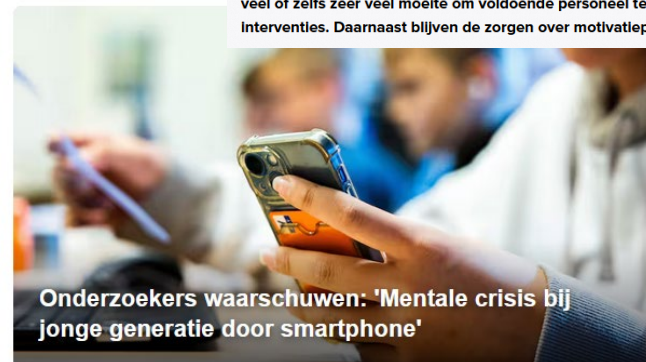 veel of zelfs zeer veel moeite om voldoende personeel te
interventies. Daarnaast blijven de zorgen over motivatiep
Onderzoekers waarschuwen: 'Mentale crisis bij
jonge generatie door smartphone'